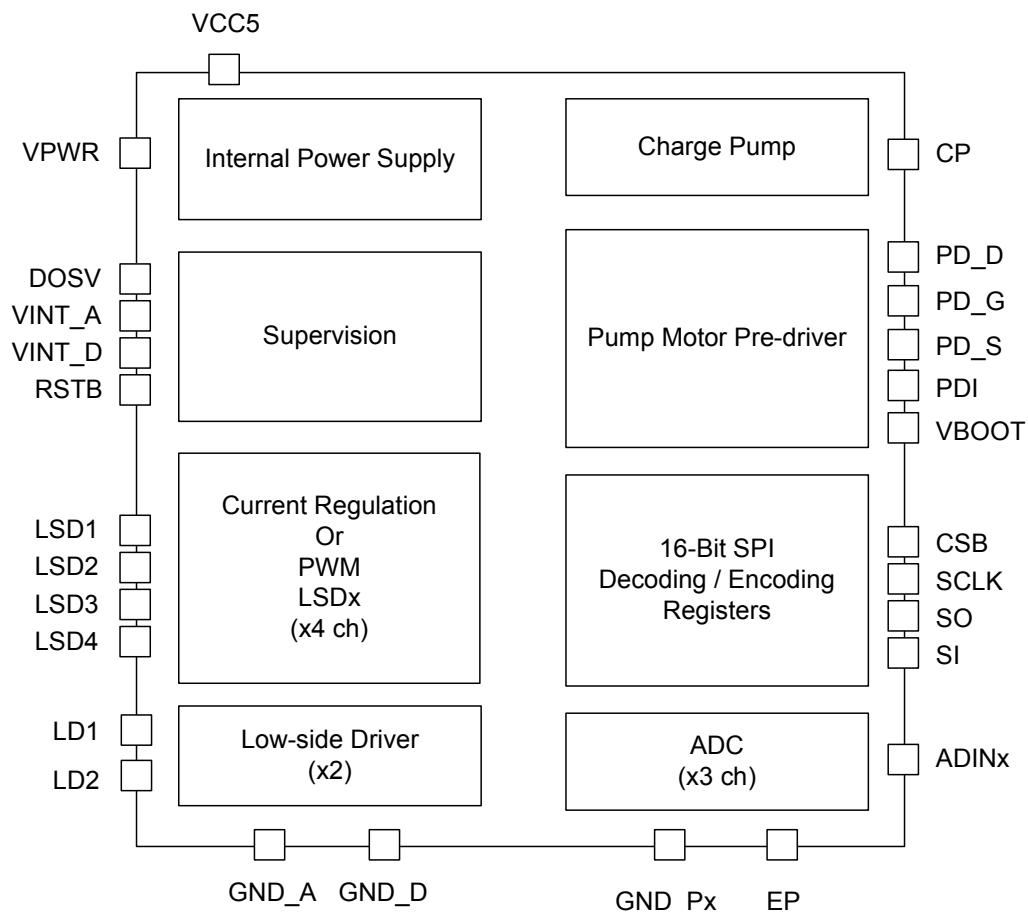 VCC5
VPWR
Internal Power Supply
Charge Pump
CP
DOSV
VINT_A
VINT_D
RSTB
Supervision
Pump Motor Pre-driver
PD_D
PD_G
PD_S
PDI
VBOOT
LSD1
LSD2
LSD3
LSD4
Current Regulation
Or
PWM
LSDx
(x4 ch)
16-Bit SPI
Decoding / Encoding
Registers
CSB
SCLK
SO
SI
LD1
LD2
Low-side Driver
(x2)
ADC
(x3 ch)
ADINx
GND_A
GND_D
GND_Px
EP